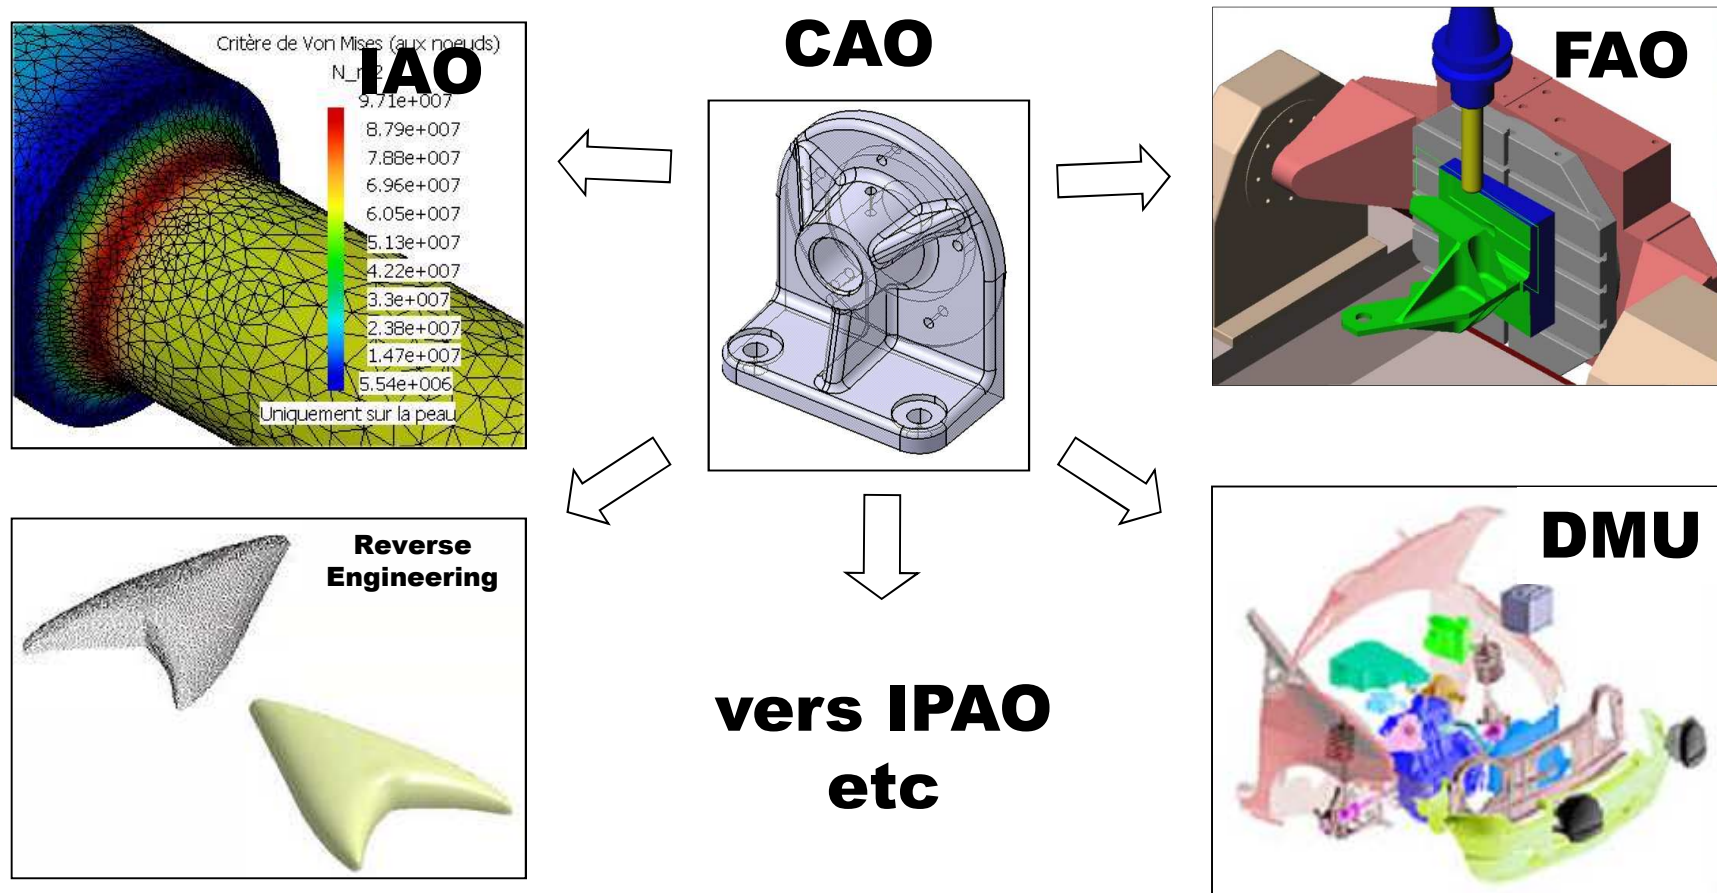 CAO
IAO
FAO
Critère de Von Mises (aux noeuds)
9.71e+007
8.79e+007
7.88e+007
6.96e+007
6.05e+007
5.13e+007
4.22e+007
3.3e+007
2.38e+007
1.47e+007
5.54e+006
Uniquement sur la peau
Reverse
Engineering
DMU
vers IPAO
etc